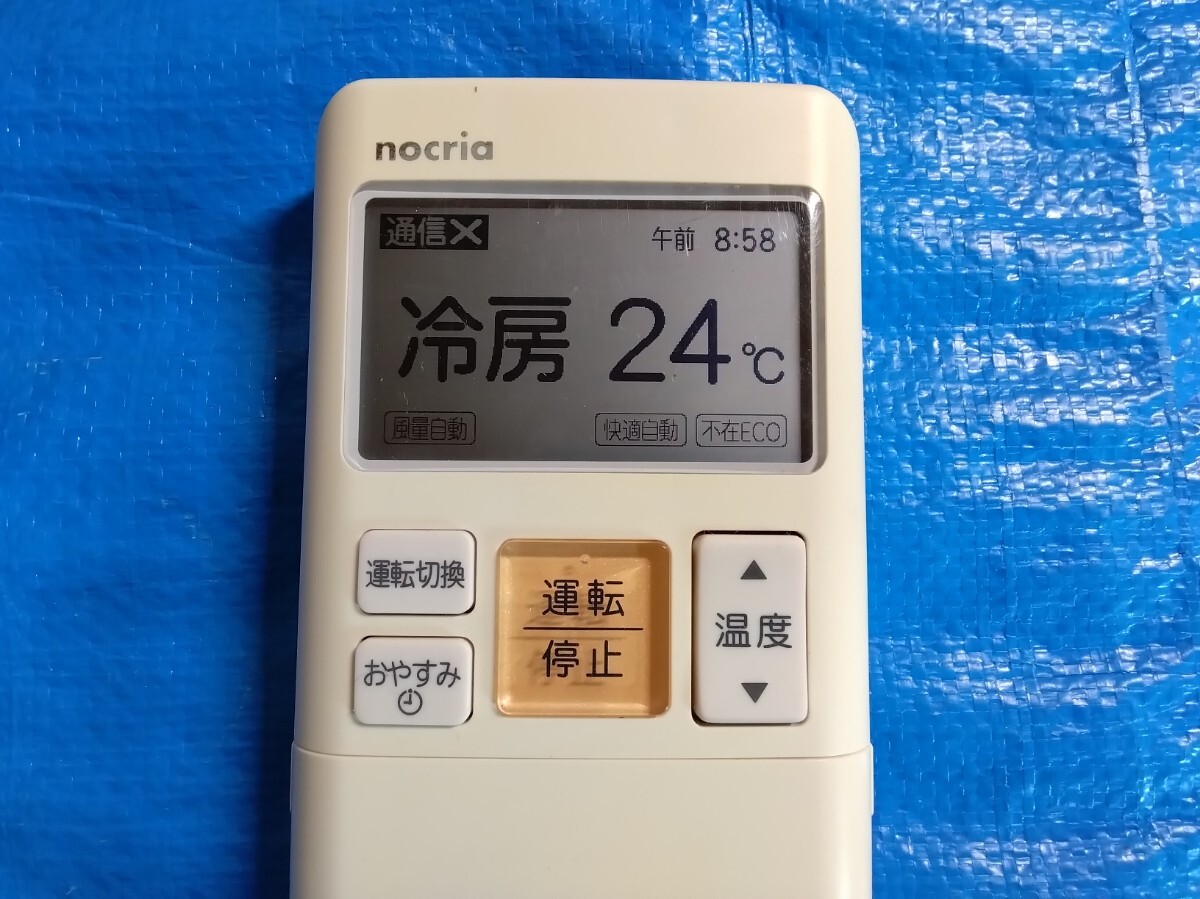 nocria
通信× 午前 8:58
冷房 24℃
風量自動 快適自動 不在ECO
運転切換
おやすみ
運転
停止
▲
温度
▼